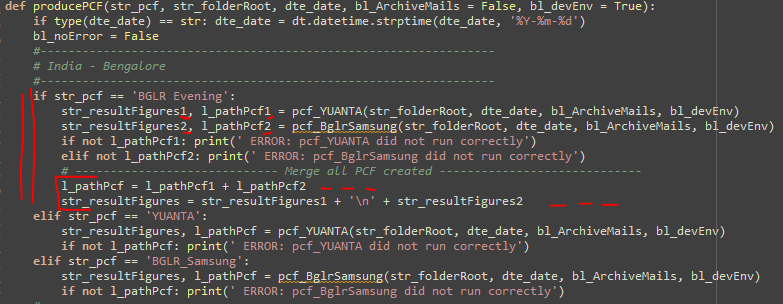 def producePCF(str_pcf, str_folderRoot, dte_date, bl_ArchiveMails = False, bl_devEnv = True):
    if type(dte_date) == str: dte_date = dt.datetime.strptime(dte_date, '%Y-%m-%d')
    bl_noError = False
    #------------------------------------------------------------
    # India - Bengalore
    #------------------------------------------------------------
    if str_pcf == 'BGLR Evening':
        str_resultFigures1, l_pathPcf1 = pcf_YUANTA(str_folderRoot, dte_date, bl_ArchiveMails, bl_devEnv)
        str_resultFigures2, l_pathPcf2 = pcf_BglrSamsung(str_folderRoot, dte_date, bl_ArchiveMails, bl_devEnv)
        if not l_pathPcf1: print(' ERROR: pcf_YUANTA did not run correctly')
        elif not l_pathPcf2: print(' ERROR: pcf_BglrSamsung did not run correctly')
        # --------------------------- Merge all PCF created ---------------------------
        l_pathPcf = l_pathPcf1 + l_pathPcf2
        str_resultFigures = str_resultFigures1 + '\n' + str_resultFigures2
    elif str_pcf == 'YUANTA':
        str_resultFigures, l_pathPcf = pcf_YUANTA(str_folderRoot, dte_date, bl_ArchiveMails, bl_devEnv)
        if not l_pathPcf: print(' ERROR: pcf_YUANTA did not run correctly')
    elif str_pcf == 'BGLR_Samsung':
        str_resultFigures, l_pathPcf = pcf_BglrSamsung(str_folderRoot, dte_date, bl_ArchiveMails, bl_devEnv)
        if not l_pathPcf: print(' ERROR: pcf_BglrSamsung did not run correctly')